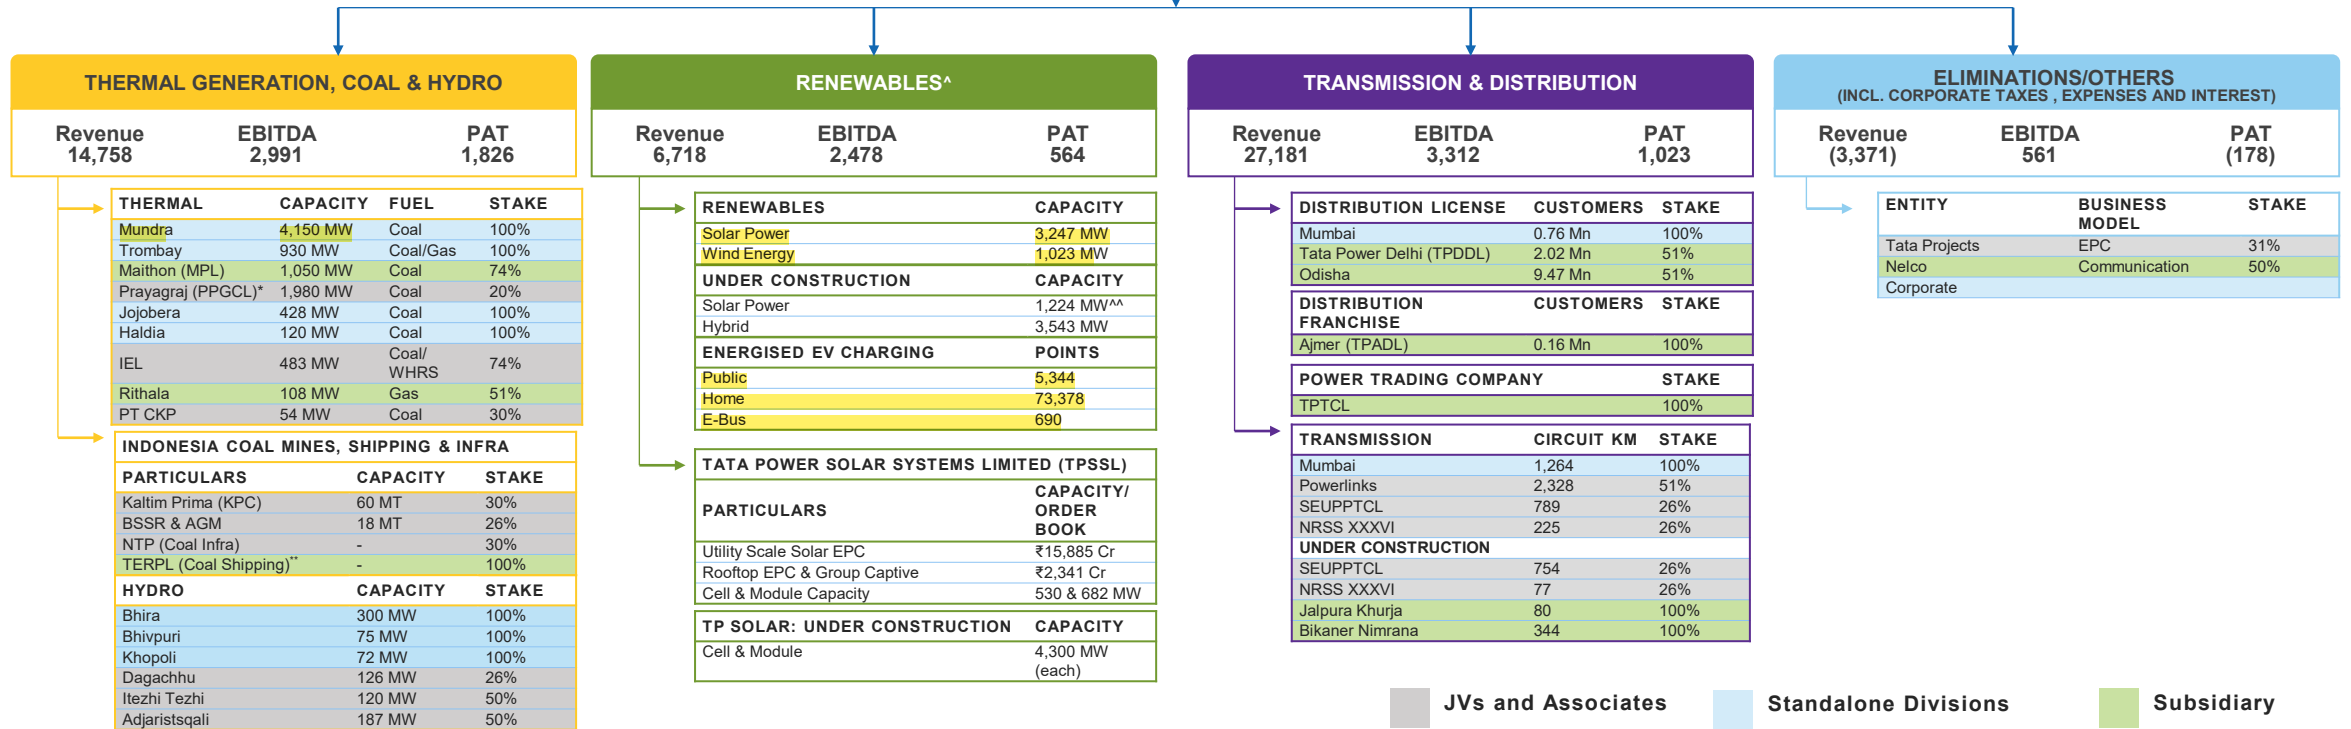 THERMAL GENERATION, COAL & HYDRO
Revenue EBITDA PAT
14,758 2,991 1,826
THERMAL CAPACITY FUEL STAKE
Mundra 4,150 MW Coal 100%
Trombay 930 MW Coal/Gas 100%
Maithon (MPL) 1,050 MW Coal 74%
Prayagraj (PPGCL)* 1,980 MW Coal 20%
Jojobera 428 MW Coal 100%
Haldia 120 MW Coal 100%
IEL 483 MW Coal/ WHRS 74%
Rithala 108 MW Gas 51%
PT CKP 54 MW Coal 30%
INDONESIA COAL MINES, SHIPPING & INFRA
PARTICULARS CAPACITY STAKE
Kaltim Prima (KPC) 60 MT 30%
BSSR & AGM 18 MT 26%
NTP (Coal Infra) - 30%
TERPL (Coal Shipping)** - 100%
HYDRO CAPACITY STAKE
Bhira 300 MW 100%
Bhivpuri 75 MW 100%
Khopoli 72 MW 100%
Dagachhu 126 MW 26%
Itezhi Tezhi 120 MW 50%
Adjaristsqali 187 MW 50%
RENEWABLES^
Revenue EBITDA PAT
6,718 2,478 564
RENEWABLES CAPACITY
Solar Power 3,247 MW
Wind Energy 1,023 MW
UNDER CONSTRUCTION CAPACITY
Solar Power 1,224 MW^^
Hybrid 3,543 MW
ENERGISED EV CHARGING POINTS
Public 5,344
Home 73,378
E-Bus 690
TATA POWER SOLAR SYSTEMS LIMITED (TPSSL)
PARTICULARS CAPACITY/ ORDER BOOK
Utility Scale Solar EPC ₹15,885 Cr
Rooftop EPC & Group Captive ₹2,341 Cr
Cell & Module Capacity 530 & 682 MW
TP SOLAR: UNDER CONSTRUCTION CAPACITY
Cell & Module 4,300 MW
(each)
TRANSMISSION & DISTRIBUTION
Revenue EBITDA PAT
27,181 3,312 1,023
DISTRIBUTION LICENSE CUSTOMERS STAKE
Mumbai 0.76 Mn 100%
Tata Power Delhi (TPDDL) 2.02 Mn 51%
Odisha 9.47 Mn 51%
DISTRIBUTION FRANCHISE CUSTOMERS STAKE
Ajmer (TPADL) 0.16 Mn 100%
POWER TRADING COMPANY STAKE
TPTCL 100%
TRANSMISSION CIRCUIT KM STAKE
Mumbai 1,264 100%
Powerlinks 2,328 51%
SEUPPTCL 789 26%
NRSS XXXVI 225 26%
UNDER CONSTRUCTION
SEUPPTCL 754 26%
NRSS XXXVI 77 26%
Jalpura Khurja 80 100%
Bikaner Nimrana 344 100%
ELIMINATIONS/OTHERS
(INCL. CORPORATE TAXES , EXPENSES AND INTEREST)
Revenue EBITDA PAT
(3,371) 561 (178)
ENTITY BUSINESS MODEL STAKE
Tata Projects EPC 31%
Nelco Communication 50%
Corporate
JVs and Associates Standalone Divisions Subsidiary